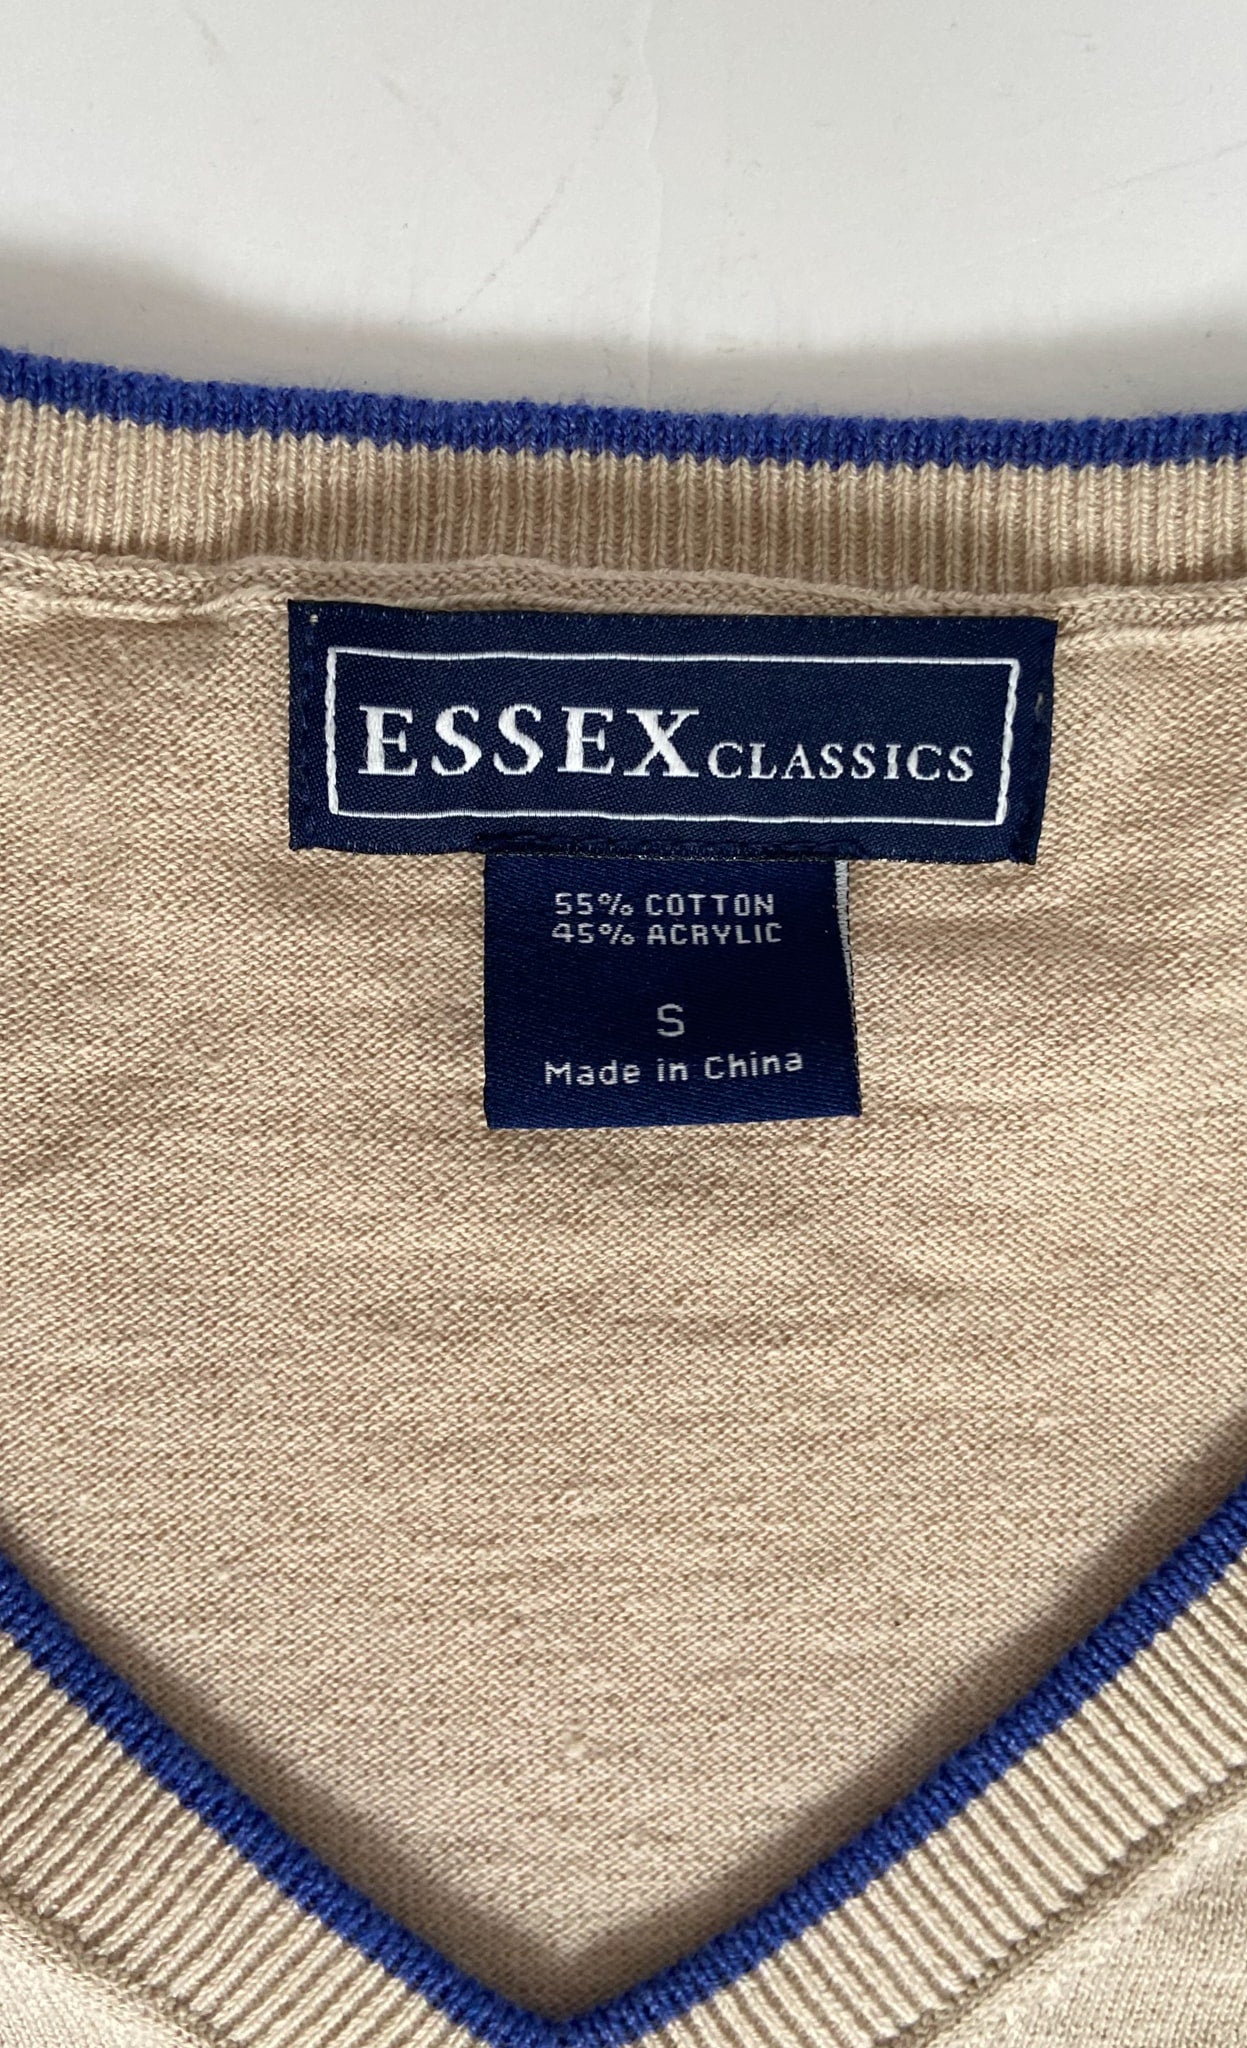 ESSEX CLASSICS
55% COTTON
45% ACRYLIC
S
Made in China